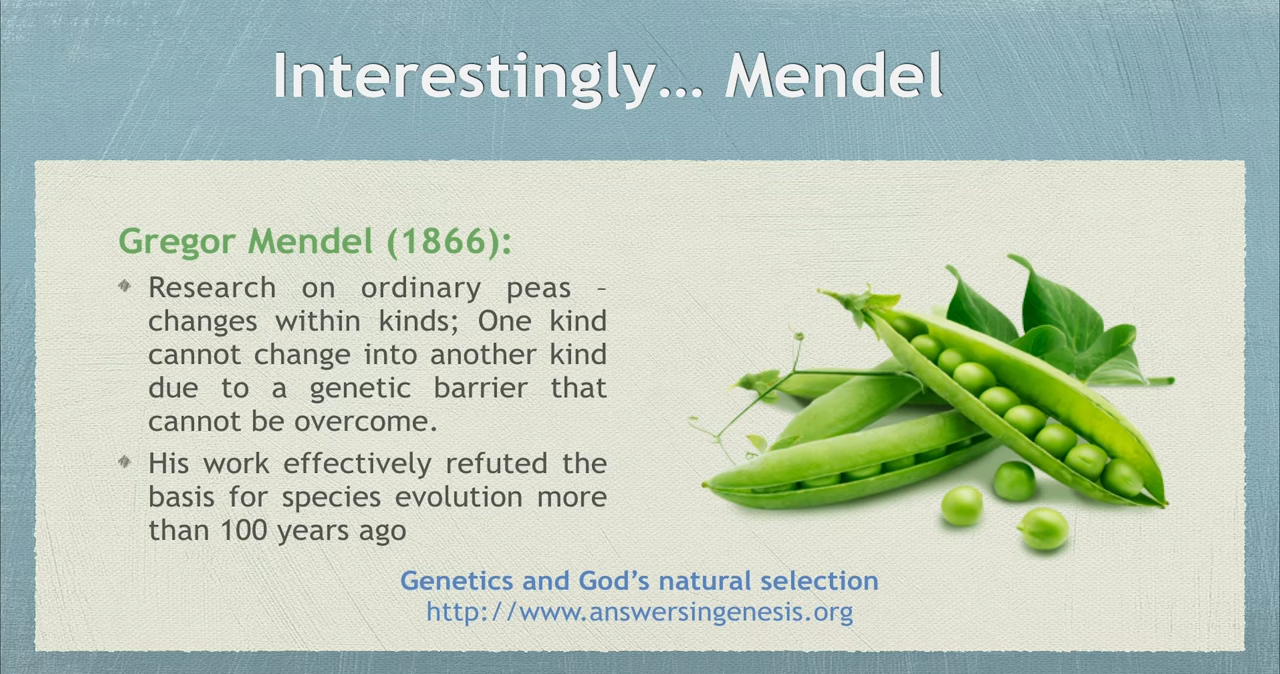 Interestingly… Mendel
Gregor Mendel (1866):
Research on ordinary peas –
changes within kinds; One kind
cannot change into another kind
due to a genetic barrier that
cannot be overcome.
His work effectively refuted the
basis for species evolution more
than 100 years ago
Genetics and God’s natural selection
http://www.answersingenesis.org